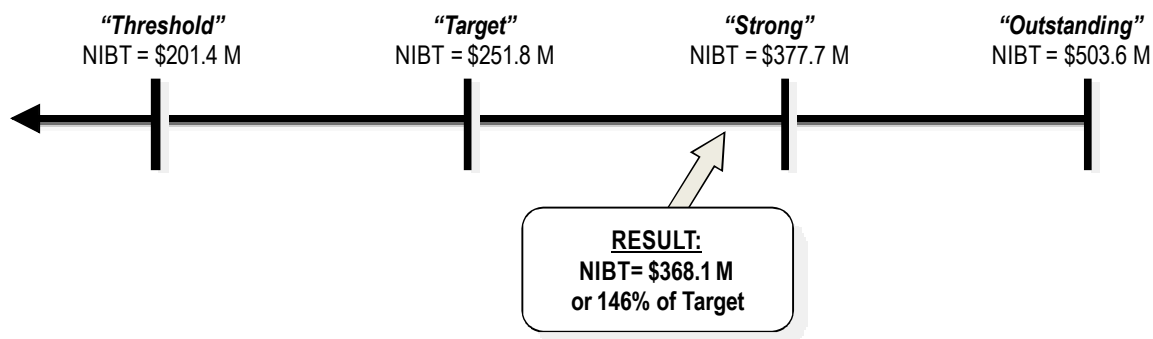 “Threshold”
NIBT = $201.4 M
“Target”
NIBT = $251.8 M
“Strong”
NIBT = $377.7 M
“Outstanding”
NIBT = $503.6 M
RESULT:
NIBT= $368.1 M
or 146% of Target